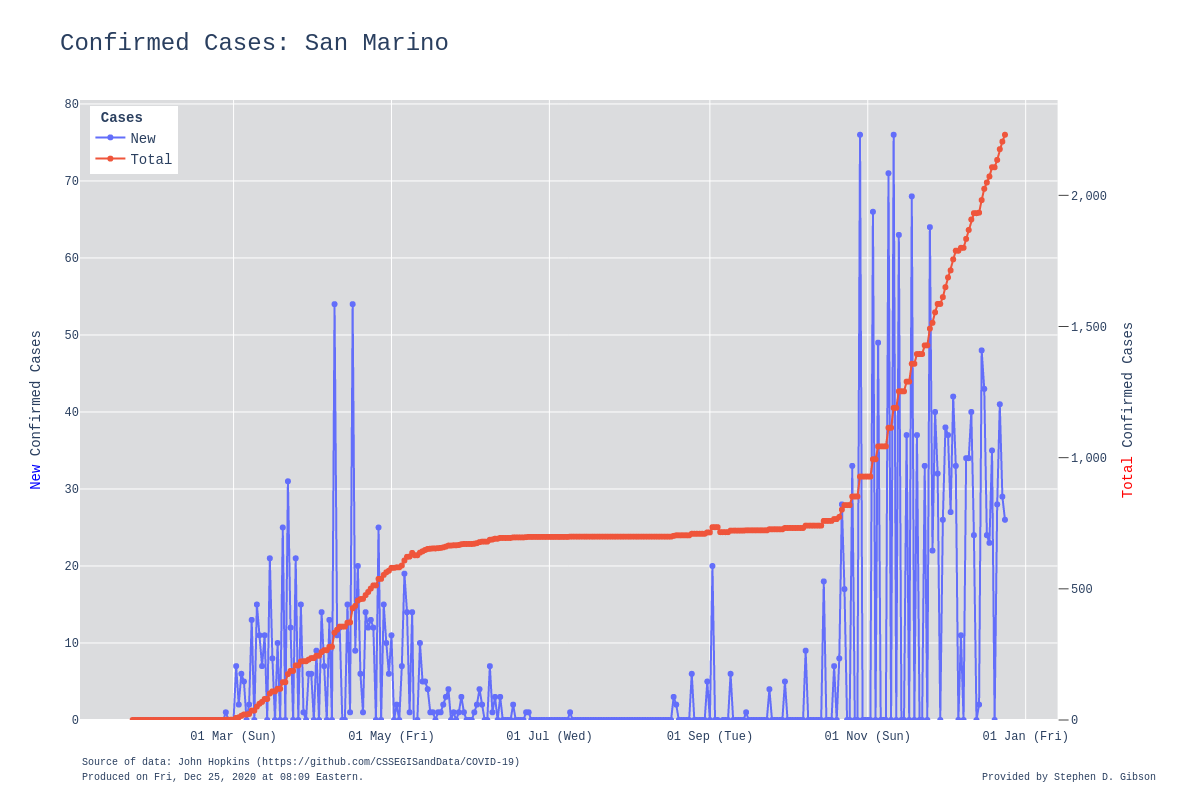 Confirmed Cases: San Marino
Cases
New
Total
80
70
60
50
40
30
20
10
0
New Confirmed Cases
2,000
1,500
1,000
500
0
Total Confirmed Cases
01 Mar (Sun) 01 May (Fri) 01 Jul (Wed) 01 Sep (Tue) 01 Nov (Sun) 01 Jan (Fri)
Source of data: John Hopkins (https://github.com/CSSEGISandData/COVID-19)
Produced on Fri, Dec 25, 2020 at 08:09 Eastern.
Provided by Stephen D. Gibson